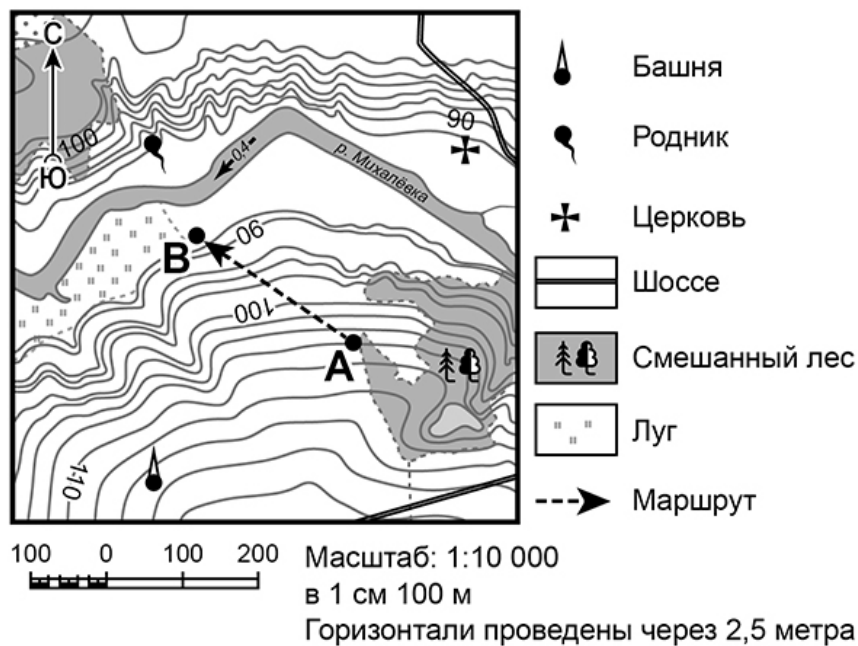 С
100
Ю
0,4
р. Михалёвка
90
В
90
100
А
110
Башня
Родник
Церковь
Шоссе
Смешанный лес
Луг
Маршрут
100 0 100 200
Масштаб: 1:10 000
в 1 см 100 м
Горизонтали проведены через 2,5 метра